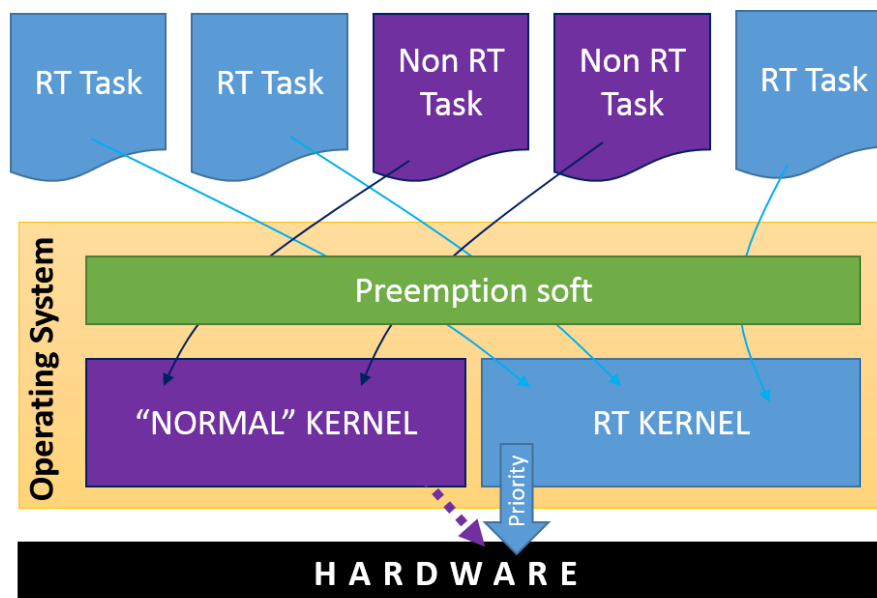 RT Task
RT Task
Non RT
Task
Non RT
Task
RT Task
Operating System
Preemption soft
“NORMAL” KERNEL
RT KERNEL
Priority
HARDWARE